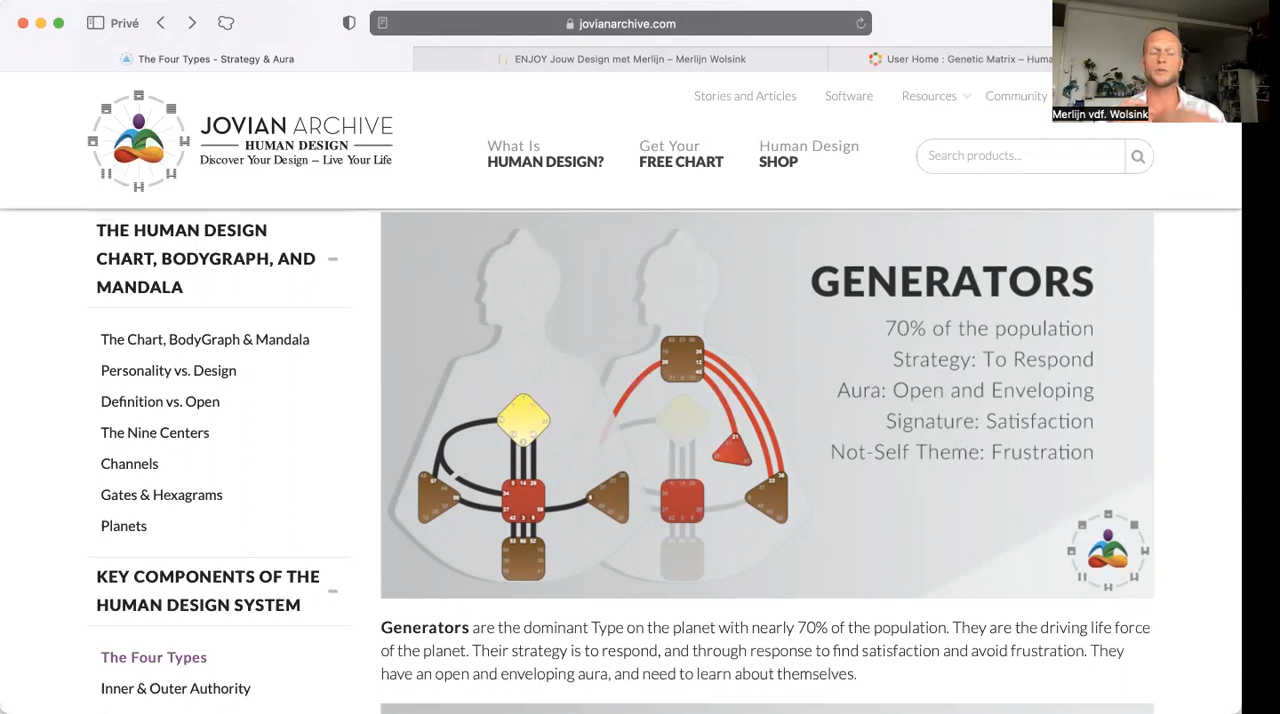 Privé
jovianarchive.com
The Four Types - Strategy & Aura
ENJOY Jouw Design met Merlijn – Merlijn Wolsink
User Home : Genetic Matrix – Huma
Merlijn vdf. Wolsink
Stories and Articles
Software
Resources
Community
JOVIAN ARCHIVE
HUMAN DESIGN
Discover Your Design – Live Your Life
What Is
HUMAN DESIGN?
Get Your
FREE CHART
Human Design
SHOP
Search products...
THE HUMAN DESIGN
CHART, BODYGRAPH, AND
MANDALA
The Chart, BodyGraph & Mandala
Personality vs. Design
Definition vs. Open
The Nine Centers
Channels
Gates & Hexagrams
Planets
KEY COMPONENTS OF THE
HUMAN DESIGN SYSTEM
The Four Types
Inner & Outer Authority
GENERATORS
70% of the population
Strategy: To Respond
Aura: Open and Enveloping
Signature: Satisfaction
Not-Self Theme: Frustration
Generators are the dominant Type on the planet with nearly 70% of the population. They are the driving life force
of the planet. Their strategy is to respond, and through response to find satisfaction and avoid frustration. They
have an open and enveloping aura, and need to learn about themselves.